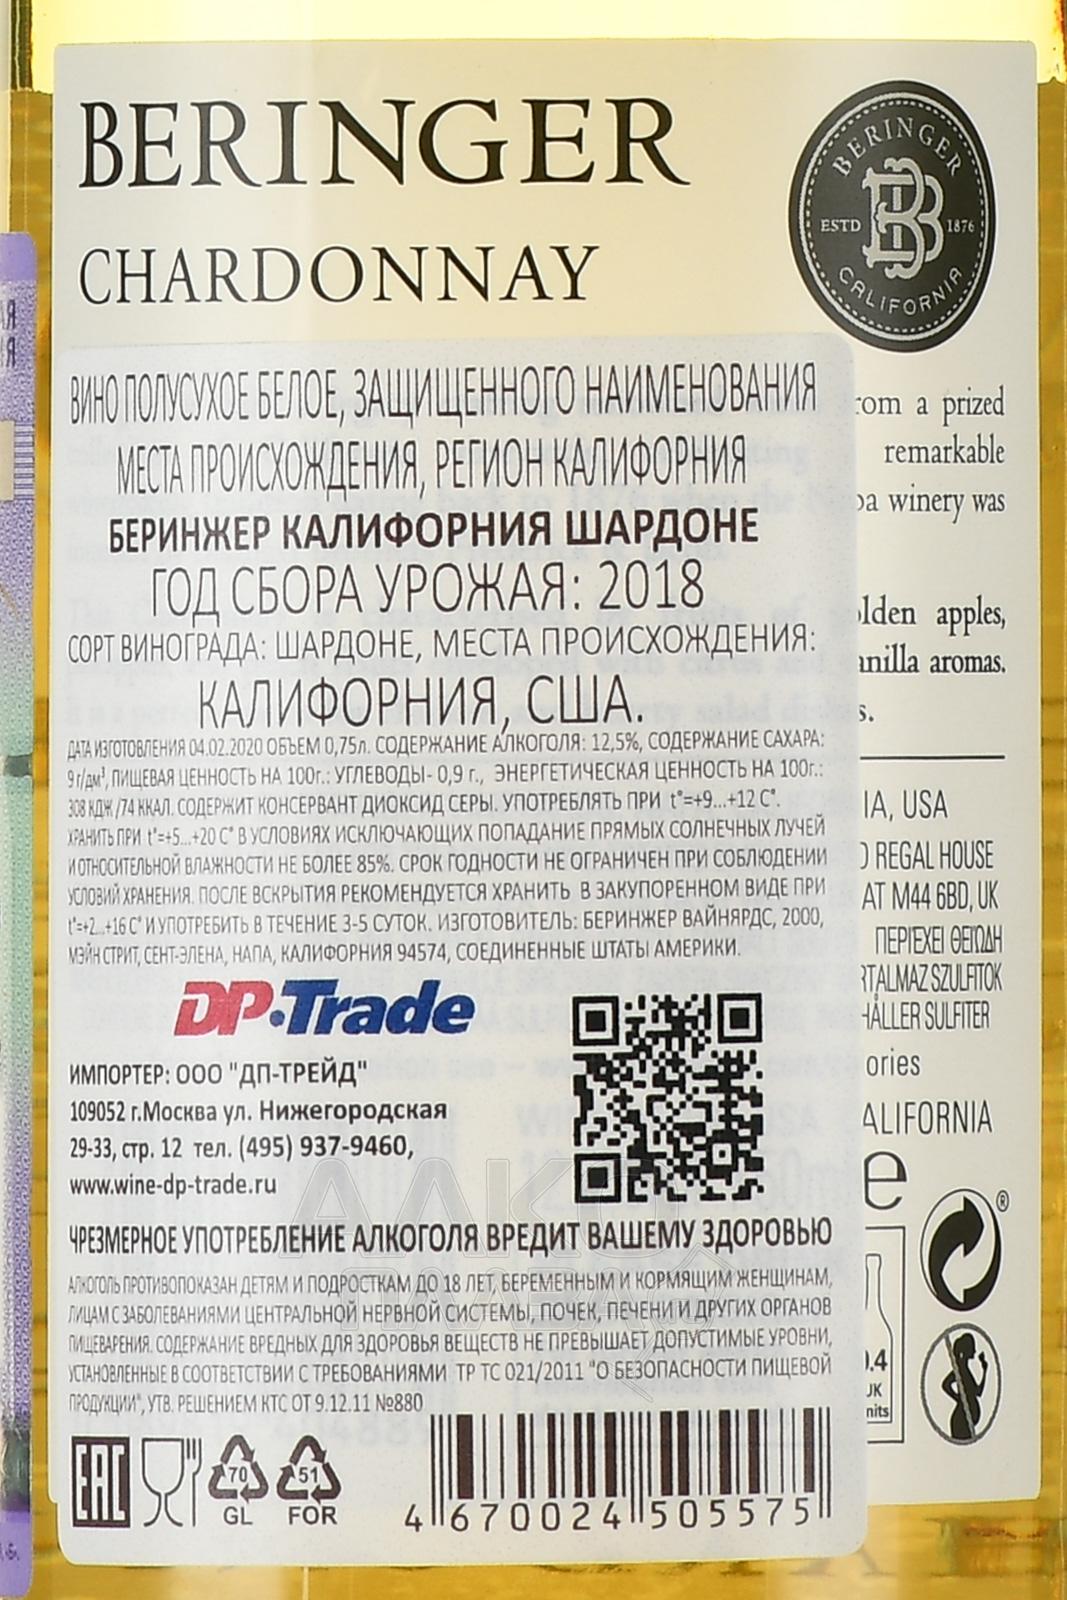 BERINGER
CHARDONNAY
BERINGER
ESTD 1876
CALIFORNIA
ВИНО ПОЛУСУХОЕ БЕЛОЕ, ЗАЩИЩЕННОГО НАИМЕНОВАНИЯ
МЕСТА ПРОИСХОЖДЕНИЯ, РЕГИОН КАЛИФОРНИЯ
БЕРИНЖЕР КАЛИФОРНИЯ ШАРДОНЕ
ГОД СБОРА УРОЖАЯ: 2018
СОРТ ВИНОГРАДА: ШАРДОНЕ, МЕСТА ПРОИСХОЖДЕНИЯ:
КАЛИФОРНИЯ, США.
ДАТА ИЗГОТОВЛЕНИЯ 04.02.2020 ОБЪЕМ 0,75л. СОДЕРЖАНИЕ АЛКОГОЛЯ: 12,5%, СОДЕРЖАНИЕ САХАРА:
9 г/дм³, ПИЩЕВАЯ ЦЕННОСТЬ НА 100г.: УГЛЕВОДЫ- 0,9 г., ЭНЕРГЕТИЧЕСКАЯ ЦЕННОСТЬ НА 100г.:
308 КДЖ /74 ККАЛ. СОДЕРЖИТ КОНСЕРВАНТ ДИОКСИД СЕРЫ. УПОТРЕБЛЯТЬ ПРИ t°=+9...+12 С°.
ХРАНИТЬ ПРИ t°=+5...+20 С° В УСЛОВИЯХ ИСКЛЮЧАЮЩИХ ПОПАДАНИЕ ПРЯМЫХ СОЛНЕЧНЫХ ЛУЧЕЙ
И ОТНОСИТЕЛЬНОЙ ВЛАЖНОСТИ НЕ БОЛЕЕ 85%. СРОК ГОДНОСТИ НЕ ОГРАНИЧЕН ПРИ СОБЛЮДЕНИИ
УСЛОВИЙ ХРАНЕНИЯ. ПОСЛЕ ВСКРЫТИЯ РЕКОМЕНДУЕТСЯ ХРАНИТЬ В ЗАКУПОРЕННОМ ВИДЕ ПРИ
t°=+2...+16 С° И УПОТРЕБИТЬ В ТЕЧЕНИЕ 3-5 СУТОК. ИЗГОТОВИТЕЛЬ: БЕРИНЖЕР ВАЙНЯРДС, 2000,
МЭЙН СТРИТ, СЕНТ-ЭЛЕНА, НАПА, КАЛИФОРНИЯ 94574, СОЕДИНЕННЫЕ ШТАТЫ АМЕРИКИ.
DP·Trade
ИМПОРТЕР: ООО "ДП-ТРЕЙД"
109052 г.Москва ул. Нижегородская
29-33, стр. 12 тел. (495) 937-9460,
www.wine-dp-trade.ru
ЧРЕЗМЕРНОЕ УПОТРЕБЛЕНИЕ АЛКОГОЛЯ ВРЕДИТ ВАШЕМУ ЗДОРОВЬЮ
АЛКОГОЛЬ ПРОТИВОПОКАЗАН ДЕТЯМ И ПОДРОСТКАМ ДО 18 ЛЕТ, БЕРЕМЕННЫМ И КОРМЯЩИМ ЖЕНЩИНАМ,
ЛИЦАМ С ЗАБОЛЕВАНИЯМИ ЦЕНТРАЛЬНОЙ НЕРВНОЙ СИСТЕМЫ, ПОЧЕК, ПЕЧЕНИ И ДРУГИХ ОРГАНОВ
ПИЩЕВАРЕНИЯ. СОДЕРЖАНИЕ ВРЕДНЫХ ДЛЯ ЗДОРОВЬЯ ВЕЩЕСТВ НЕ ПРЕВЫШАЕТ ДОПУСТИМЫЕ УРОВНИ,
УСТАНОВЛЕННЫЕ В СООТВЕТСТВИИ С ТРЕБОВАНИЯМИ ТР ТС 021/2011 "О БЕЗОПАСНОСТИ ПИЩЕВОЙ
ПРОДУКЦИИ", УТВ. РЕШЕНИЕМ КТС ОТ 9.12.11 №880
EAC
70
GL
51
FOR
4 670024 505575
rom a prized
remarkable
pa winery was
lden apples,
anilla aromas.
s.
IA, USA
REGAL HOUSE
AT M44 6BD, UK
ΠΕΡΙΈΧΕΙ ΘΕΙΏΔΗ
RTALMAZ SZULFITOK
HÅLLER SULFITER
ories
ALIFORNIA
e
®
.4
UK
nits